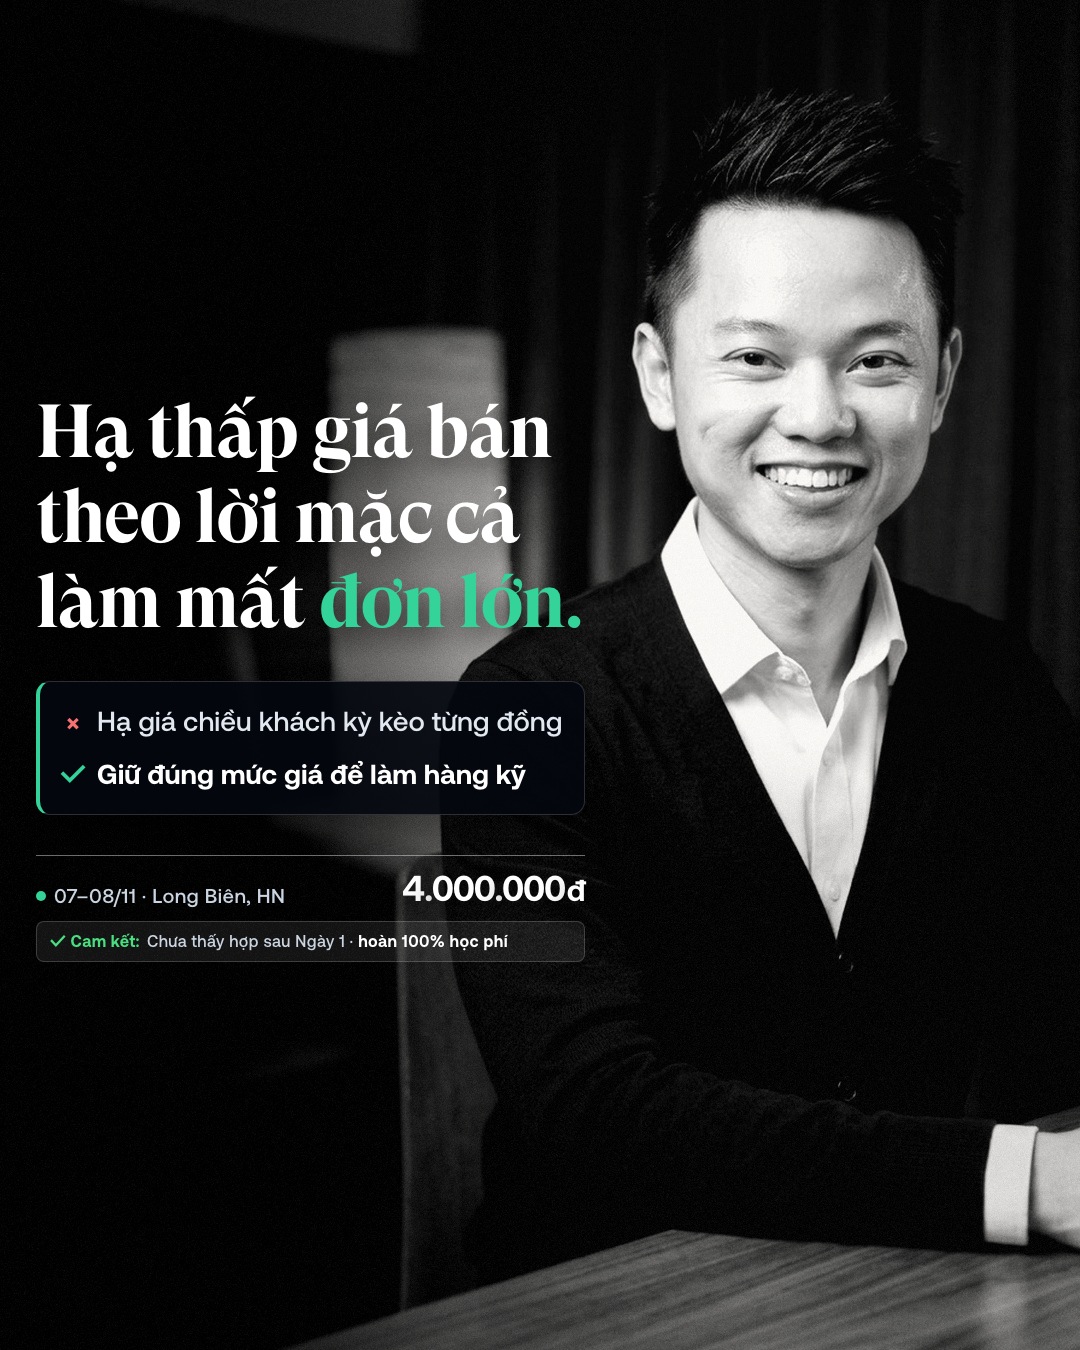 Hạ thấp giá bán
theo lời mặc cả
làm mất đơn lớn.
× Hạ giá chiều khách kỳ kèo từng đồng
✓ Giữ đúng mức giá để làm hàng kỹ
07–08/11 · Long Biên, HN
4.000.000đ
✓ Cam kết: Chưa thấy hợp sau Ngày 1 · hoàn 100% học phí